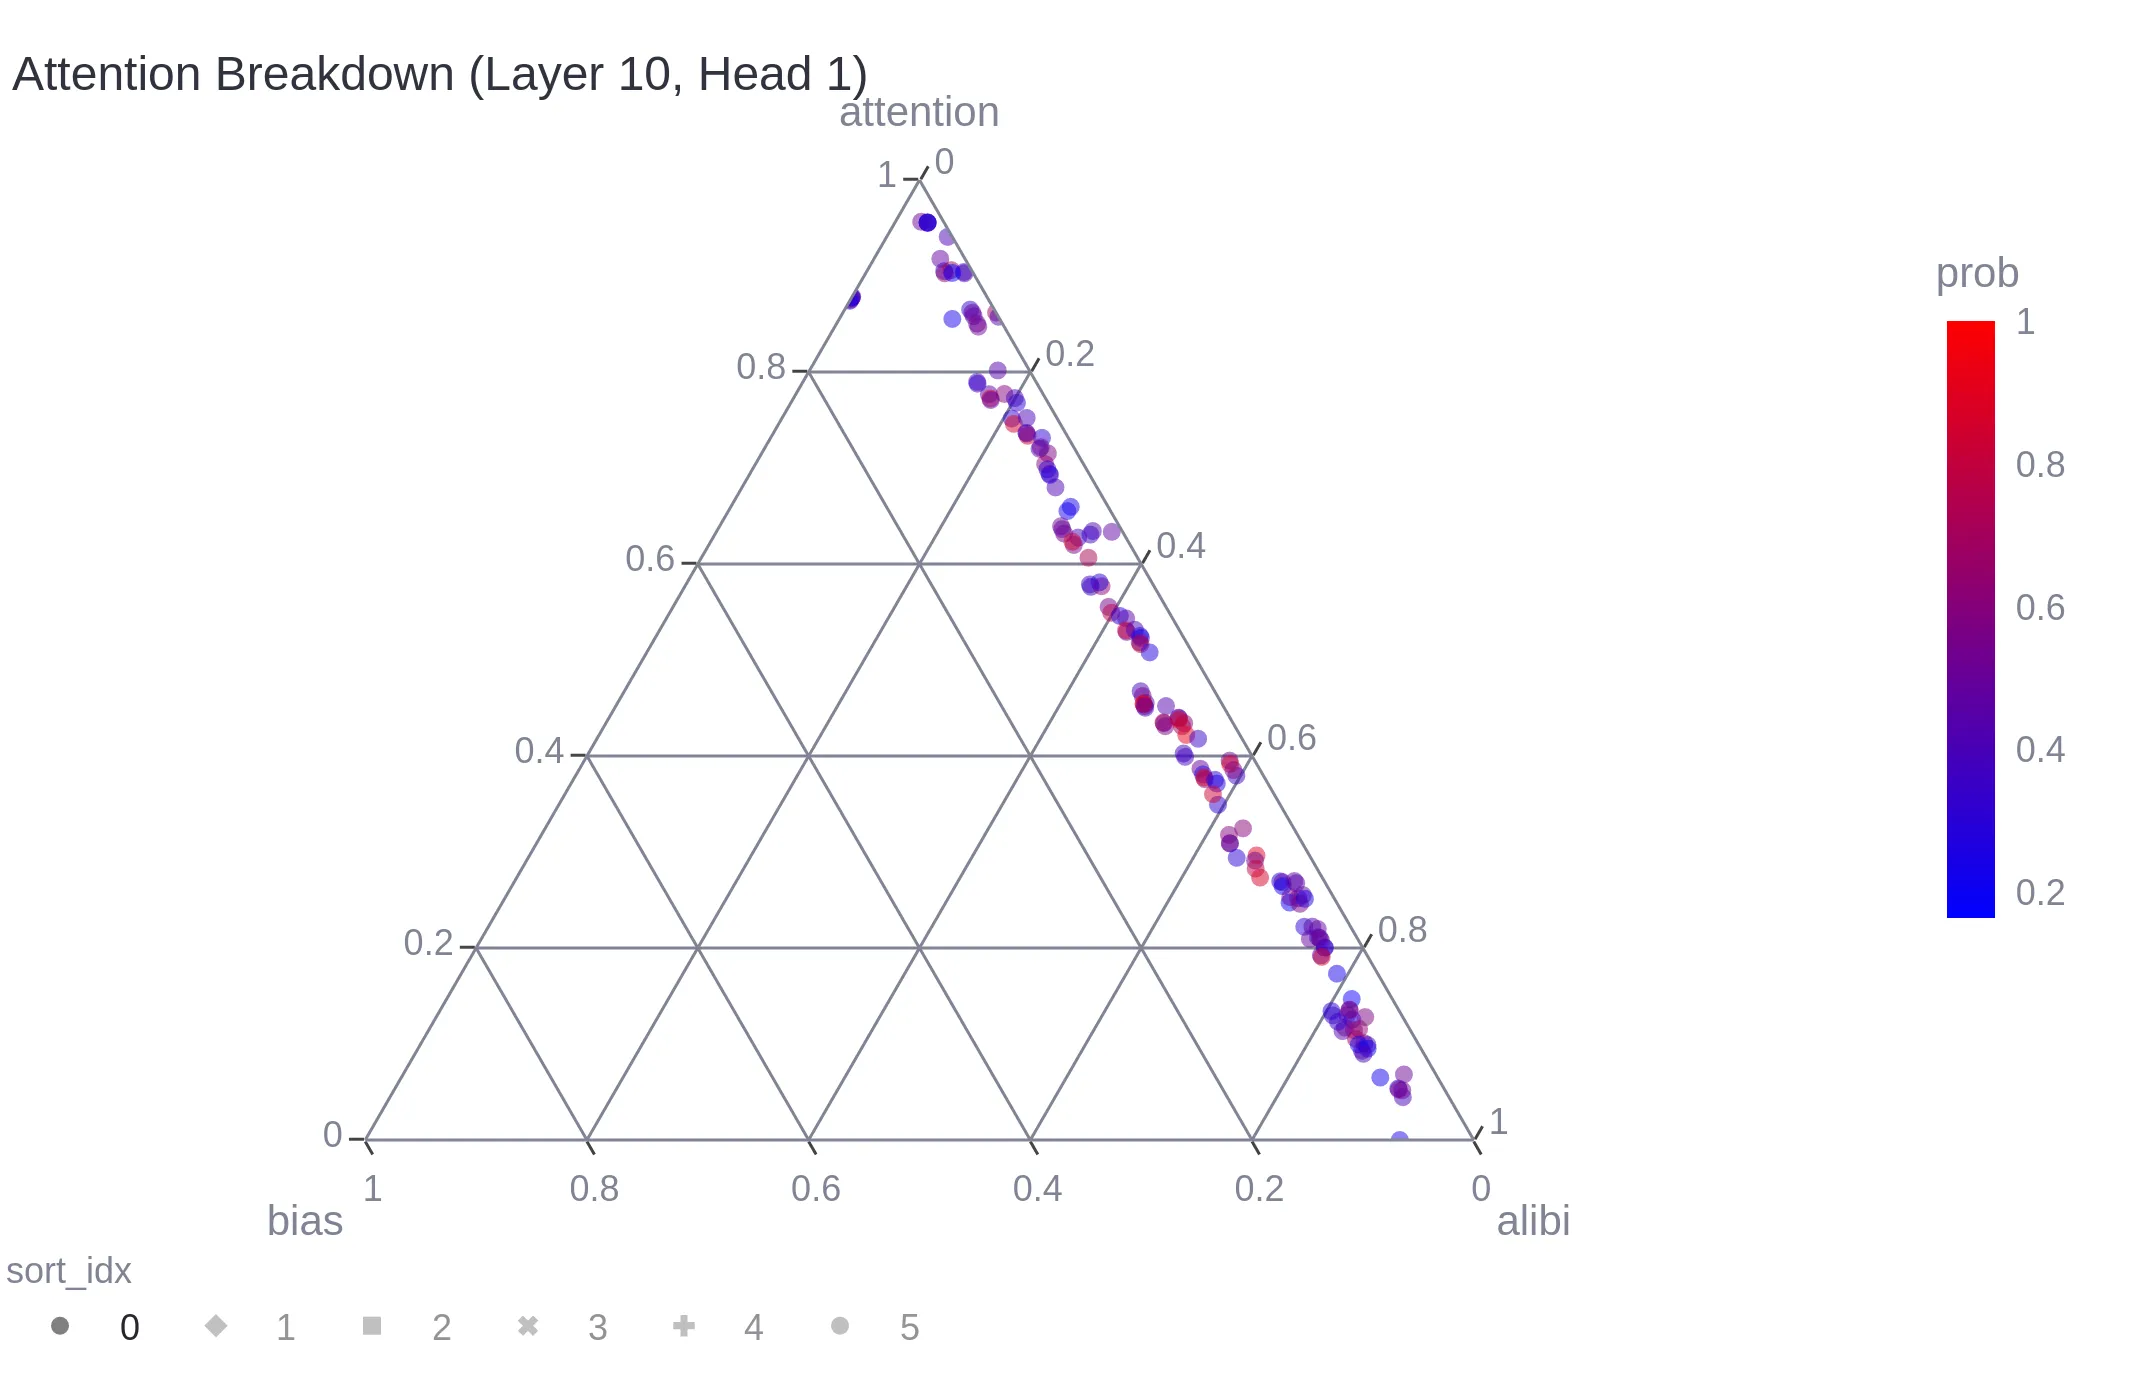 Attention Breakdown (Layer 10, Head 1)
attention
1 0
0.8 0.2
0.6 0.4
0.4 0.6
0.2 0.8
0 1
1 0.8 0.6 0.4 0.2 0
bias alibi
prob
1
0.8
0.6
0.4
0.2
sort_idx
0 1 2 3 4 5